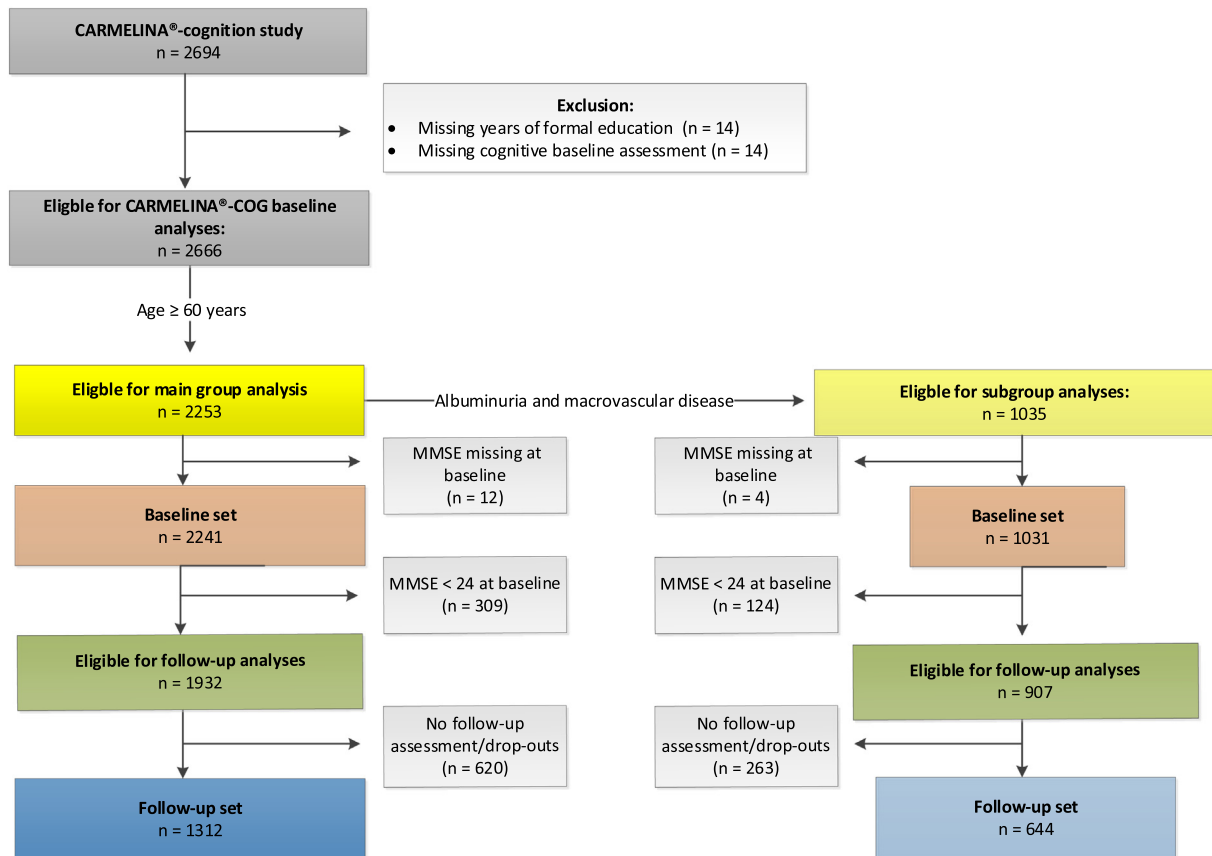 CARMELINA®-cognition study
n = 2694
Exclusion:
• Missing years of formal education (n = 14)
• Missing cognitive baseline assessment (n = 14)
Eligble for CARMELINA®-COG baseline
analyses:
n = 2666
Age ≥ 60 years
Eligble for main group analysis
n = 2253
Albuminuria and macrovascular disease
Eligble for subgroup analyses:
n = 1035
MMSE missing at
baseline
(n = 12)
MMSE missing at
baseline
(n = 4)
Baseline set
n = 2241
Baseline set
n = 1031
MMSE < 24 at baseline
(n = 309)
MMSE < 24 at baseline
(n = 124)
Eligible for follow-up analyses
n = 1932
Eligible for follow-up analyses
n = 907
No follow-up
assessment/drop-outs
(n = 620)
No follow-up
assessment/drop-outs
(n = 263)
Follow-up set
n = 1312
Follow-up set
n = 644